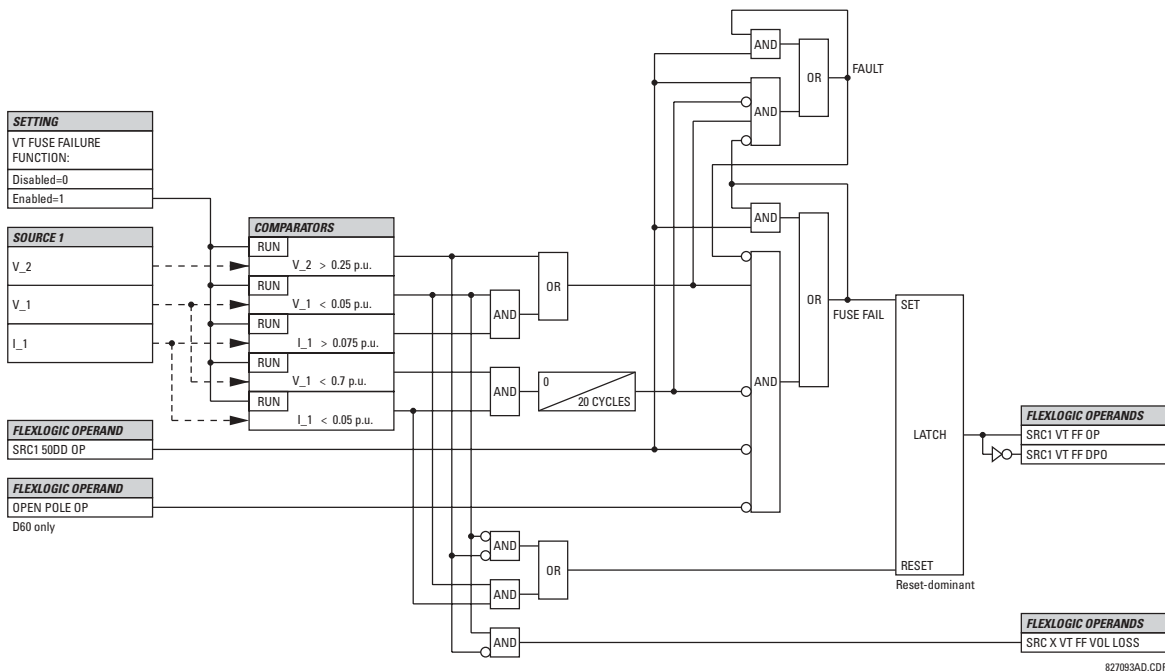 SETTING
VT FUSE FAILURE
FUNCTION:
Disabled=0
Enabled=1
SOURCE 1
V_2
V_1
I_1
FLEXLOGIC OPERAND
SRC1 50DD OP
FLEXLOGIC OPERAND
OPEN POLE OP
D60 only
COMPARATORS
RUN
V_2 > 0.25 p.u.
RUN
V_1 < 0.05 p.u.
RUN
I_1 > 0.075 p.u.
RUN
V_1 < 0.7 p.u.
RUN
I_1 < 0.05 p.u.
AND
OR
AND
0
20 CYCLES
AND
OR
FAULT
AND
AND
OR
FUSE FAIL
AND
AND
OR
AND
AND
SET
LATCH
RESET
Reset-dominant
FLEXLOGIC OPERANDS
SRC1 VT FF OP
SRC1 VT FF DPO
FLEXLOGIC OPERANDS
SRC X VT FF VOL LOSS
827093AD.CDR